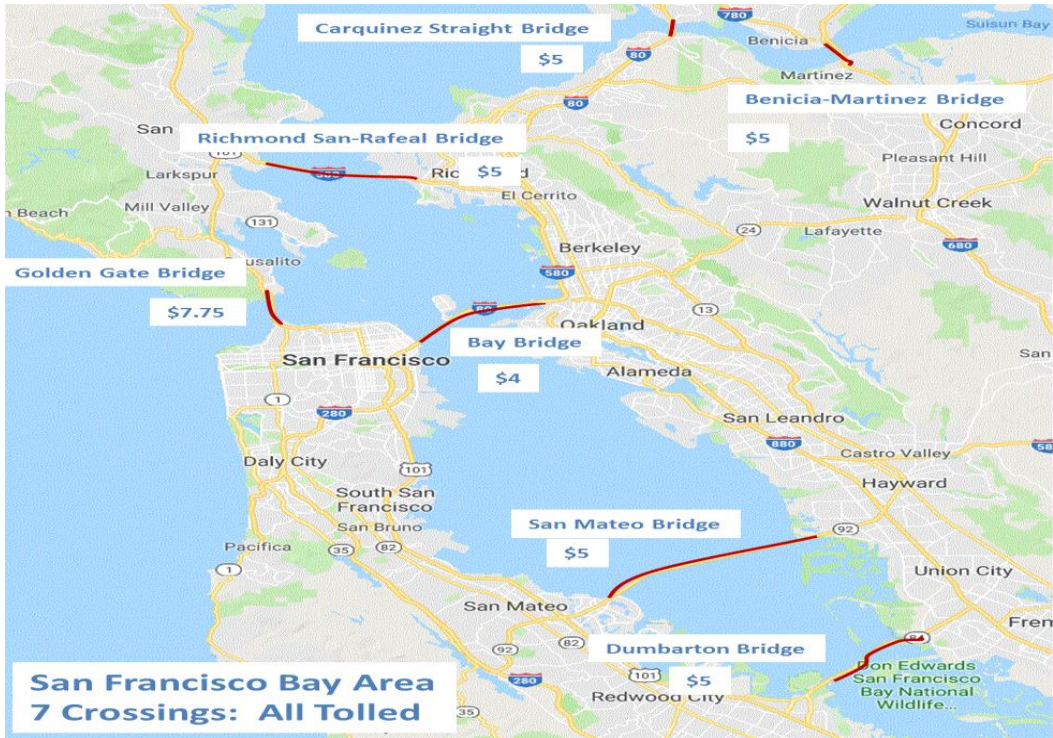 Carquinez Straight Bridge
$5
780
Suisun Bay
Benicia
80
Martinez
80
Benicia-Martinez Bridge
$5
Concord
San
Richmond San-Rafeal Bridge
101
$5
Pleasant Hill
Larkspur
El Cerrito
Mill Valley
Beach
131
Walnut Creek
24
Lafayette
680
Berkeley
Golden Gate Bridge
580
$7.75
80
13
Oakland
San Francisco
Bay Bridge
$4
San
Alameda
1
280
San Leandro
880
58
Castro Valley
Daly City
101
Hayward
South San
Francisco
San Bruno
San Mateo Bridge
92
$5
Pacifica
35
82
1
Union City
San Mateo
Frem
82
84
92
Dumbarton Bridge
$5
101
280
Redwood City
Don Edwards
San Francisco
Bay National
Wildlife...
35
San Francisco Bay Area
7 Crossings: All Tolled